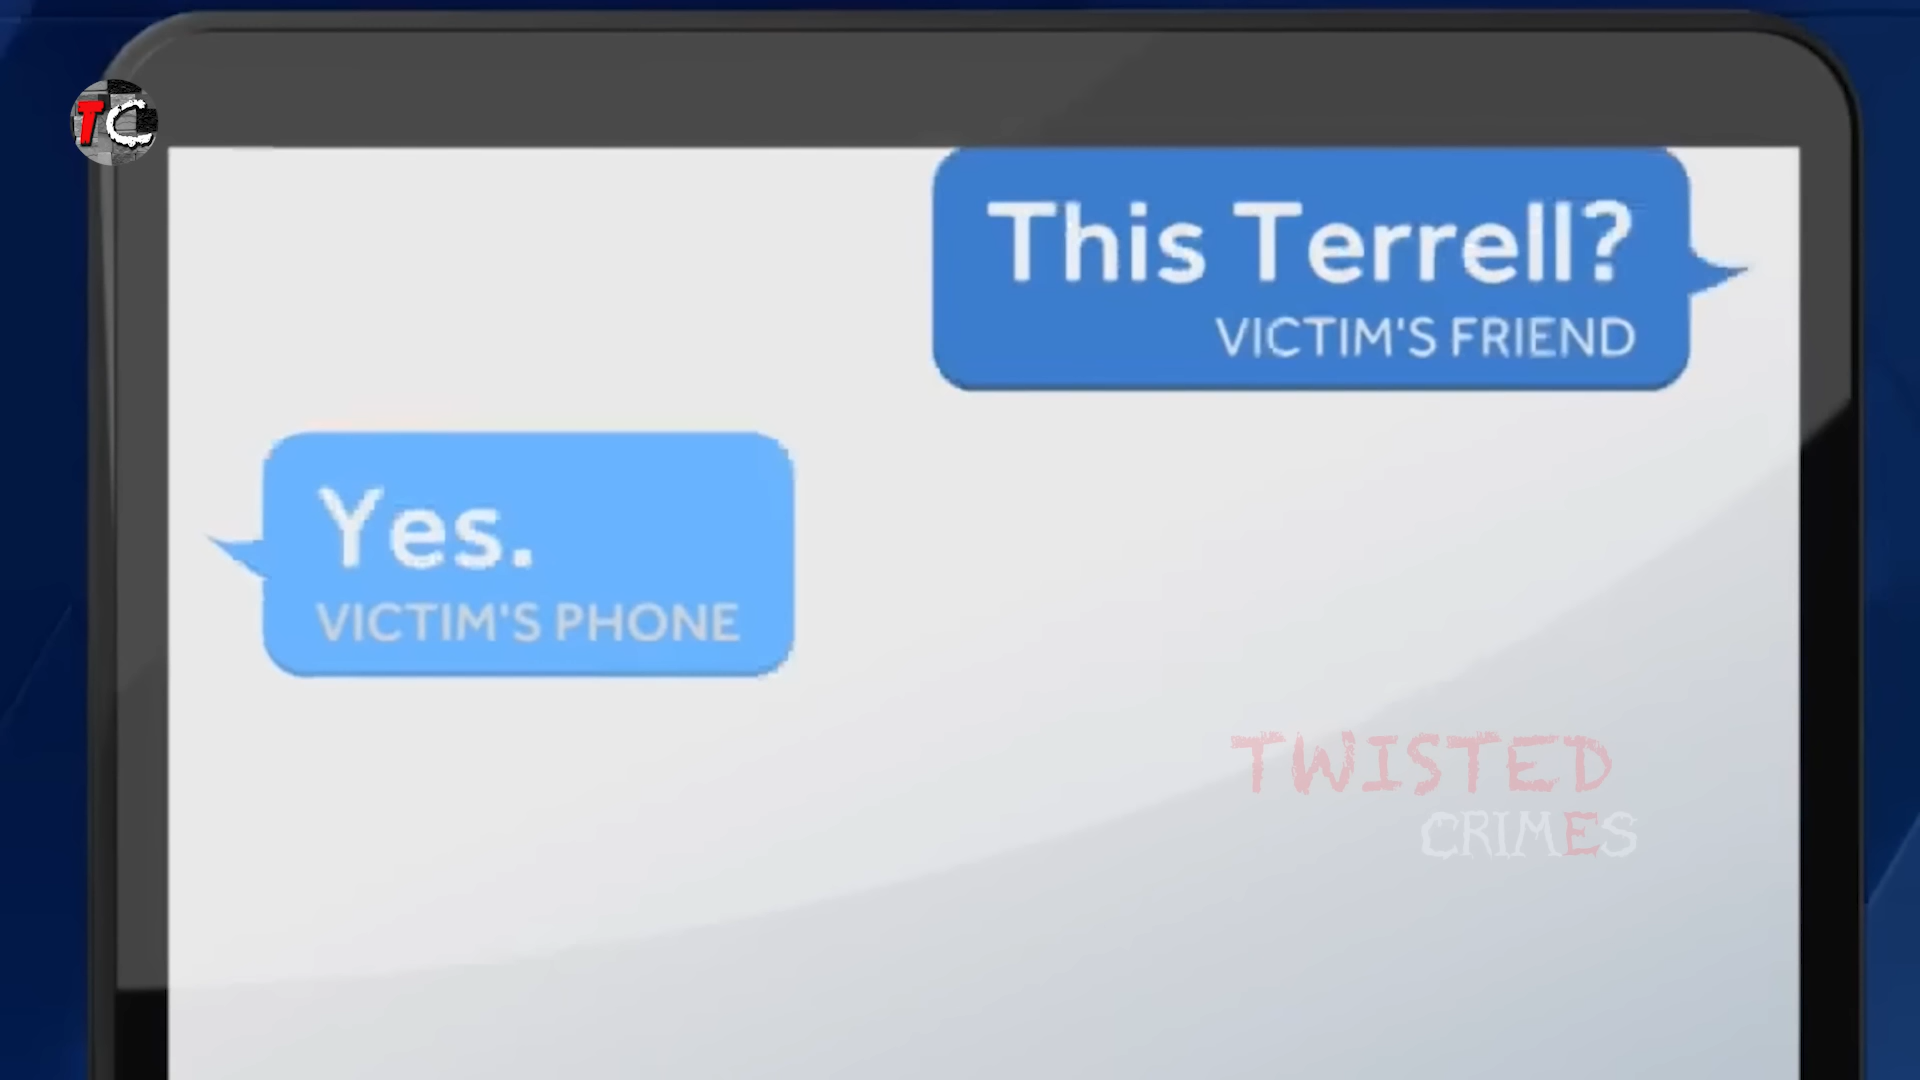 TC
This Terrell?
VICTIM'S FRIEND
Yes.
VICTIM'S PHONE
TWISTED
CRIMES